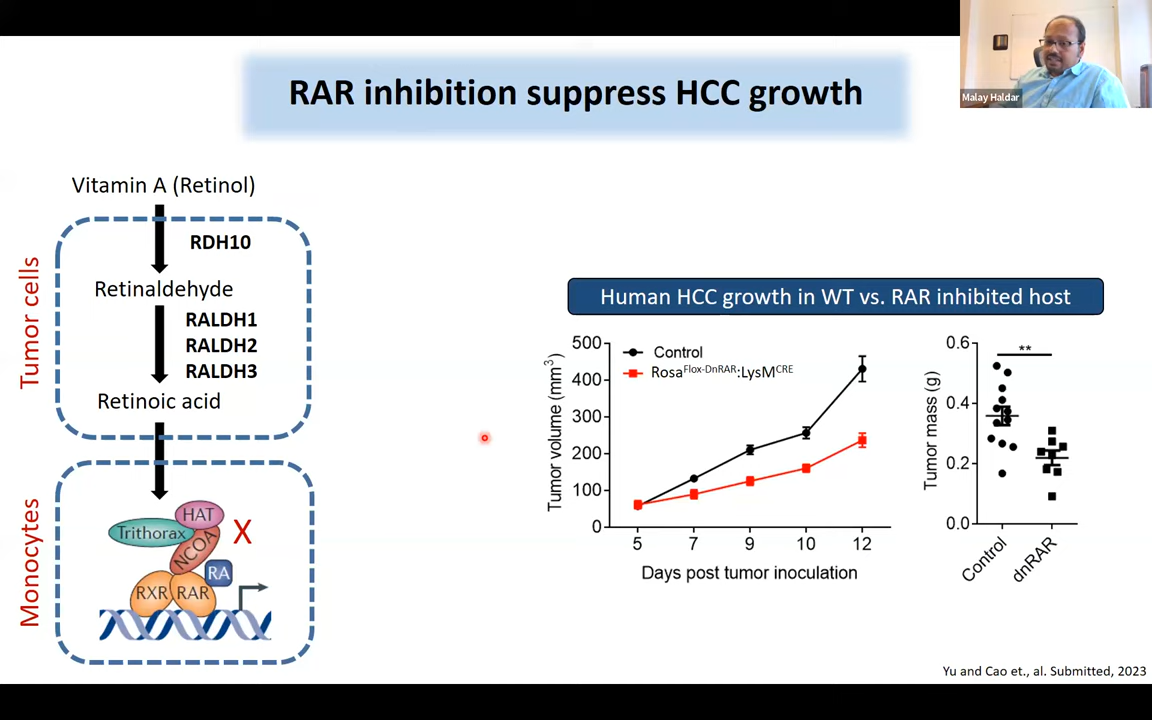 RAR inhibition suppress HCC growth
Malay Haldar
Vitamin A (Retinol)
RDH10
Retinaldehyde
RALDH1
RALDH2
RALDH3
Retinoic acid
Tumor cells
Monocytes
HAT
Trithorax
NCOA
X
RA
RXR
RAR
Human HCC growth in WT vs. RAR inhibited host
Tumor volume (mm3)
500
400
300
200
100
0
Control
RosaFlox-DnRAR:LysMCRE
5 7 9 10 12
Days post tumor inoculation
Tumor mass (g)
0.6
0.4
0.2
0.0
**
Control
dnRAR
Yu and Cao et., al. Submitted, 2023